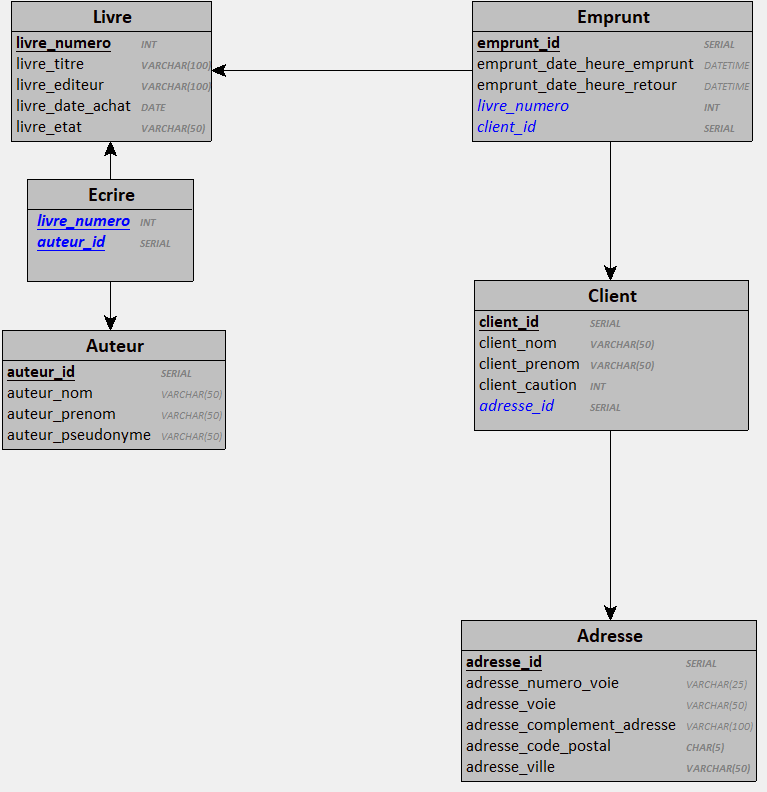 Livre
livre_numero INT
livre_titre VARCHAR(100)
livre_editeur VARCHAR(100)
livre_date_achat DATE
livre_etat VARCHAR(50)
Emprunt
emprunt_id SERIAL
emprunt_date_heure_emprunt DATETIME
emprunt_date_heure_retour DATETIME
livre_numero INT
client_id SERIAL
Ecrire
livre_numero INT
auteur_id SERIAL
Auteur
auteur_id SERIAL
auteur_nom VARCHAR(50)
auteur_prenom VARCHAR(50)
auteur_pseudonyme VARCHAR(50)
Client
client_id SERIAL
client_nom VARCHAR(50)
client_prenom VARCHAR(50)
client_caution INT
adresse_id SERIAL
Adresse
adresse_id SERIAL
adresse_numero_voie VARCHAR(25)
adresse_voie VARCHAR(50)
adresse_complement_adresse VARCHAR(100)
adresse_code_postal CHAR(5)
adresse_ville VARCHAR(50)